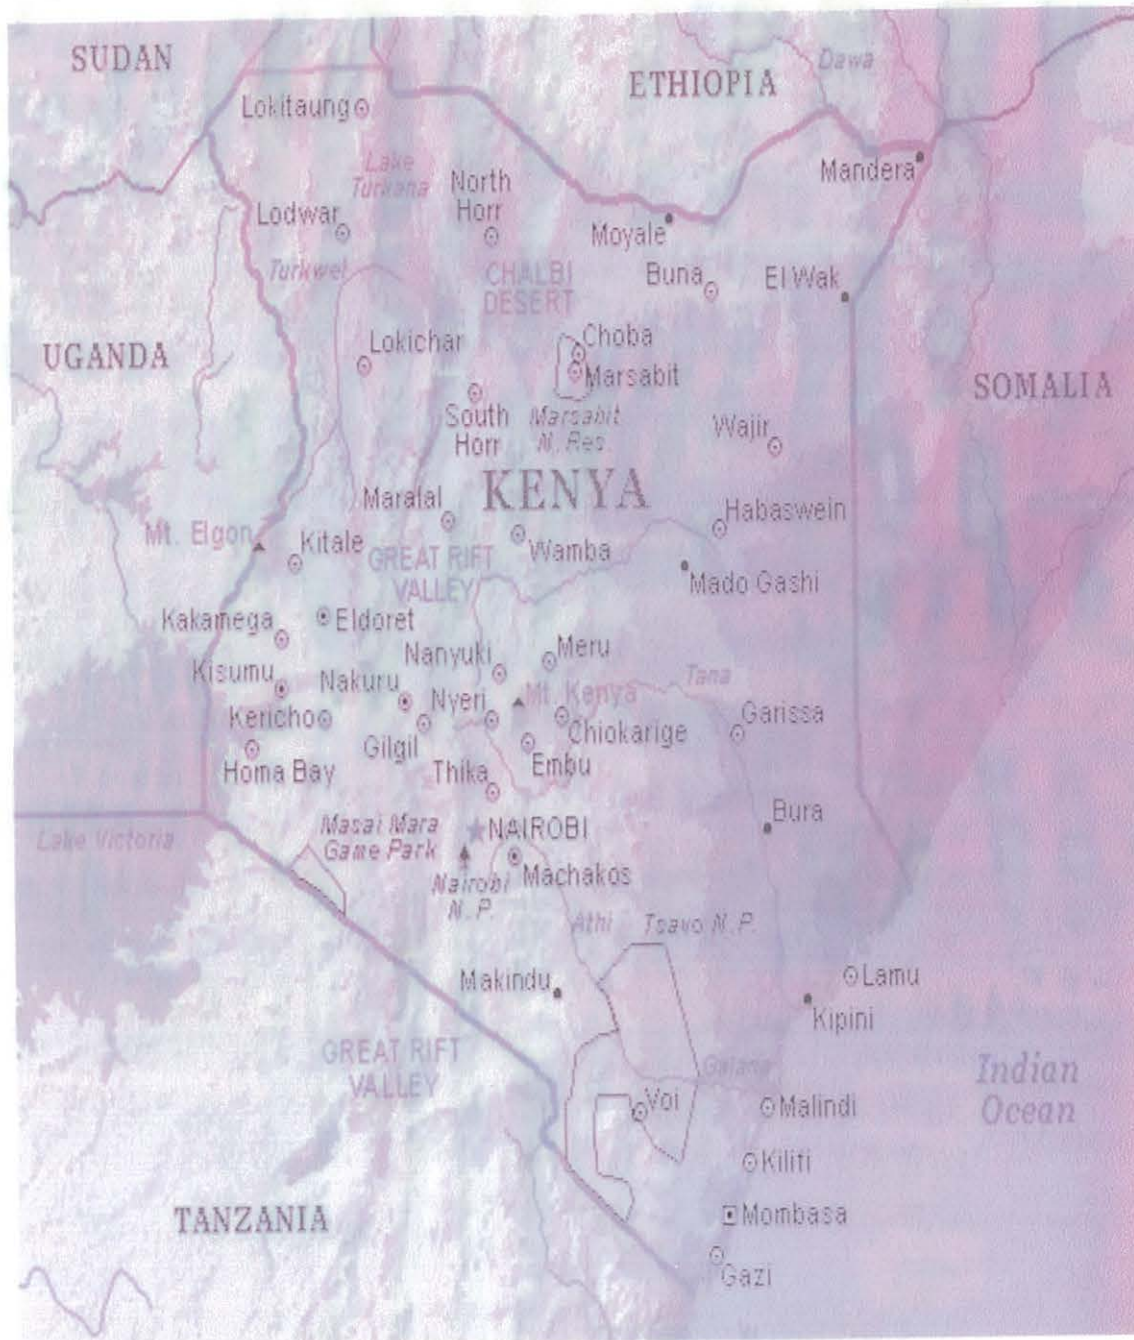 SUDAN
ETHIOPIA
Dawa
Lokitaung
Mandera
Lake
Turkana
North
Horr
Lodwar
Moyale
Turkwel
CHALBI
DESERT
Buna
El Wak
UGANDA
Lokichar
Choba
Marsabit
SOMALIA
South
Horr
Marsabit
N. Res.
Wajir
KENYA
Maralal
Habaswein
Mt. Elgon
Kitale
GREAT RIFT
VALLEY
Wamba
Mado Gashi
Kakamega
Eldoret
Nanyuki
Meru
Kisumu
Nakuru
Nyeri
Mt. Kenya
Tana
Kericho
Gilgil
Chiokarige
Garissa
Homa Bay
Thika
Embu
Lake Victoria
Masai Mara
Game Park
NAIROBI
Bura
Nairobi
N.P.
Machakos
Athi
Tsavo N.P.
Makindu
Lamu
Kipini
GREAT RIFT
VALLEY
Galana
Indian
Ocean
Voi
Malindi
Kilifi
TANZANIA
Mombasa
Gazi